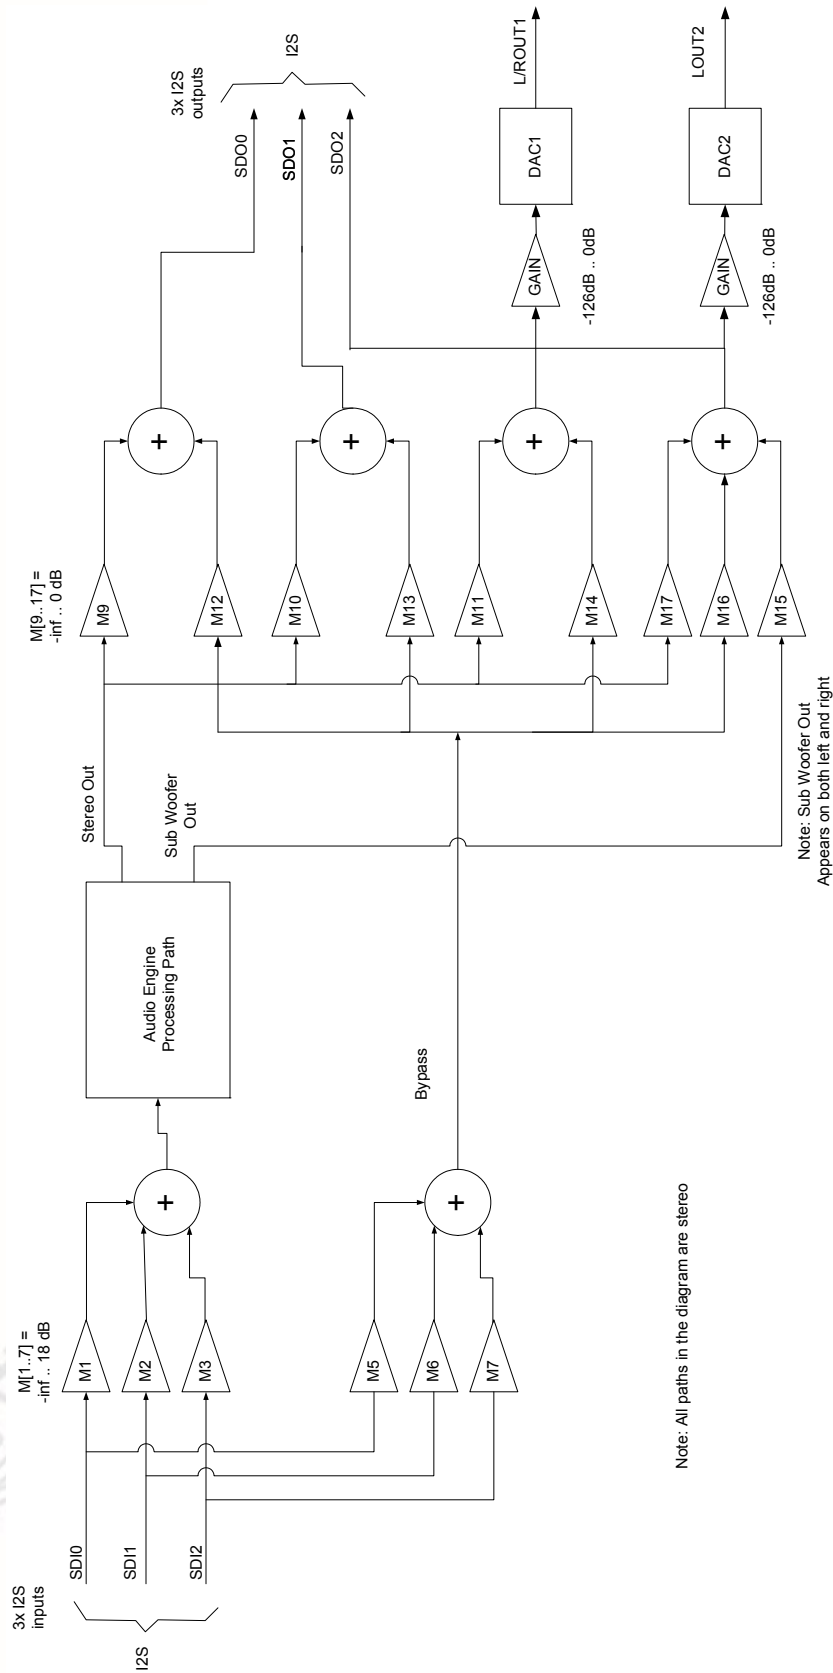 3x I2S
inputs
I2S
SDI0
SDI1
SDI2
M[1..7] =
-inf .. 18 dB
M1
M2
M3
M5
M6
M7
+
+
Audio Engine
Processing Path
Bypass
Stereo Out
Sub Woofer
Out
M[9..17] =
-inf .. 0 dB
M9
M12
M10
M13
M11
M14
M17
M16
M15
+
+
+
+
3x I2S
outputs
I2S
SDO0
SDO1
SDO2
GAIN
-126dB .. 0dB
GAIN
-126dB .. 0dB
DAC1
DAC2
L/ROUT1
LOUT2
Note: Sub Woofer Out
Appears on both left and right
Note: All paths in the diagram are stereo